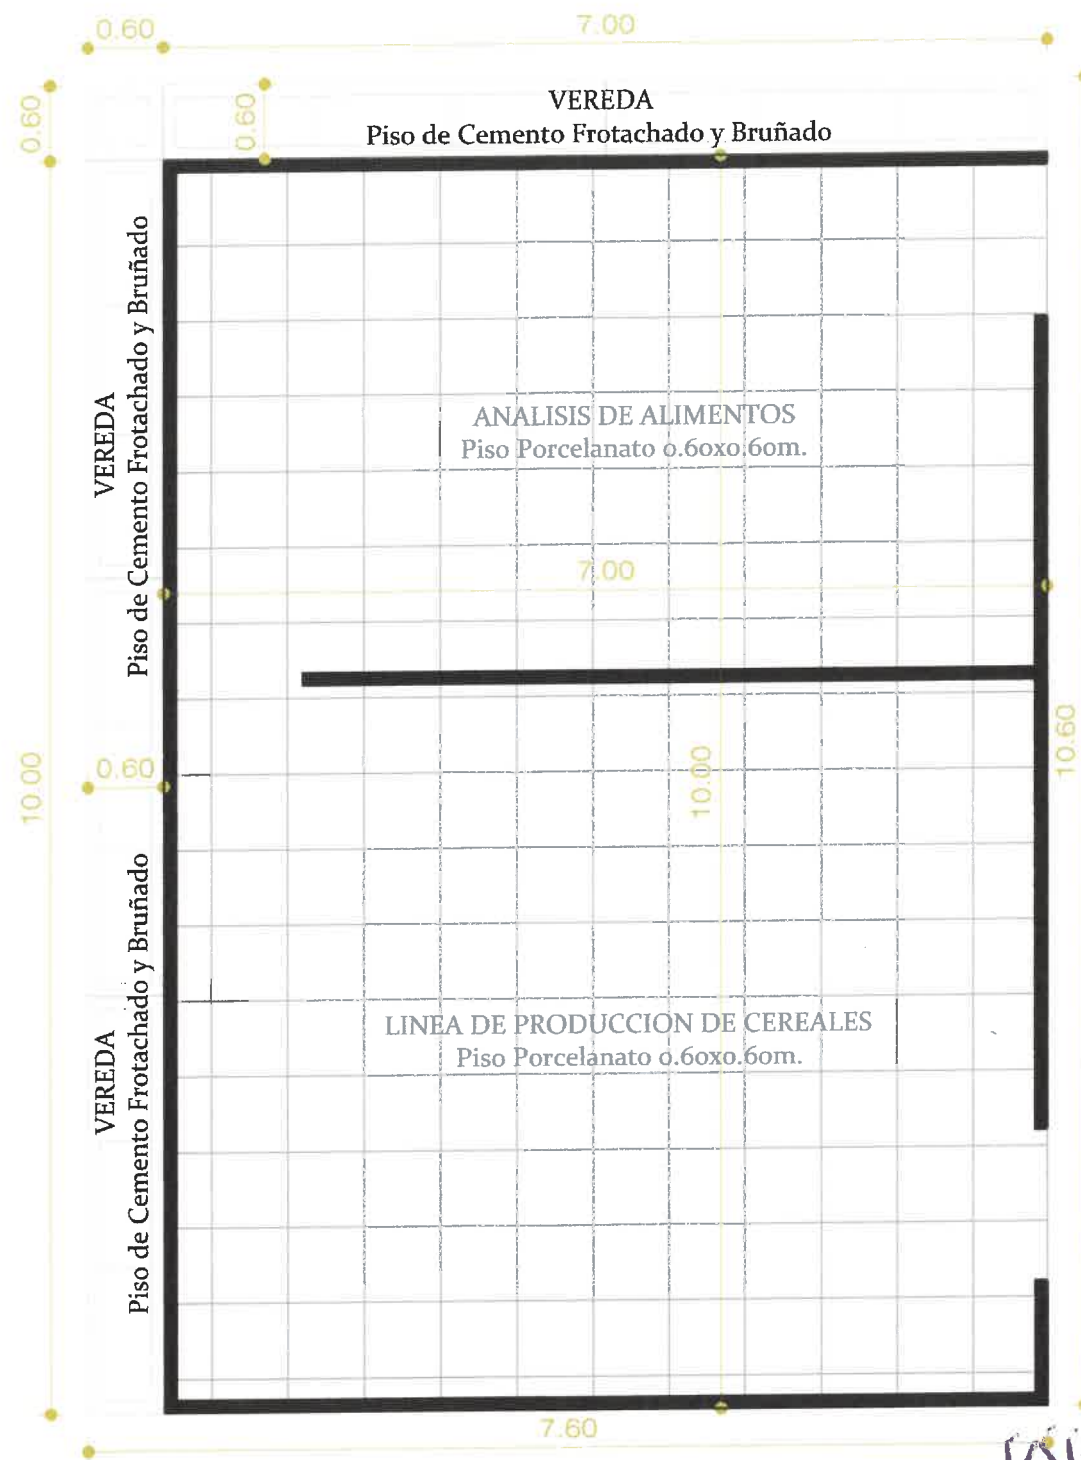 0.60
7.00
0.60
0.60
VEREDA
Piso de Cemento Frotachado y Bruñado
VEREDA
Piso de Cemento Frotachado y Bruñado
ANALISIS DE ALIMENTOS
Piso Porcelanato 0.60x0.60m.
7.00
10.00
0.60
10.00
10.60
VEREDA
Piso de Cemento Frotachado y Bruñado
LINEA DE PRODUCCION DE CEREALES
Piso Porcelanato 0.60x0.60m.
7.60